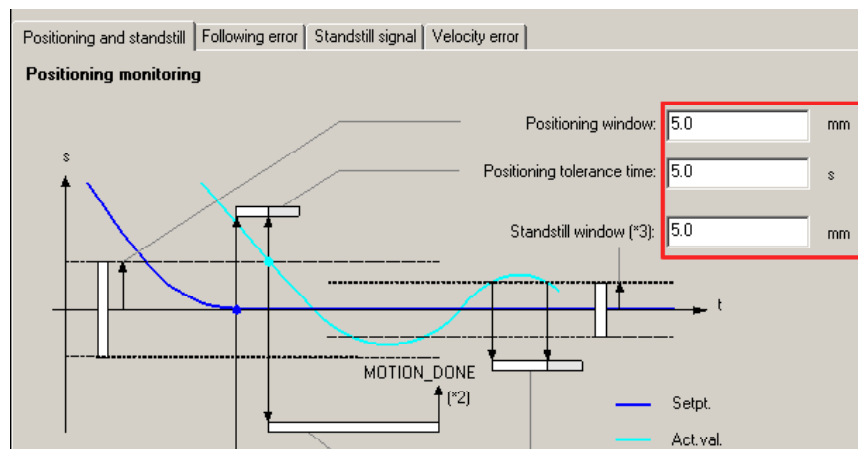 Positioning and standstill Following error Standstill signal Velocity error
Positioning monitoring
Positioning window: 5.0 mm
s
Positioning tolerance time: 5.0 s
Standstill window (*3): 5.0 mm
t
MOTION_DONE
(*2)
Setpt.
Act.val.